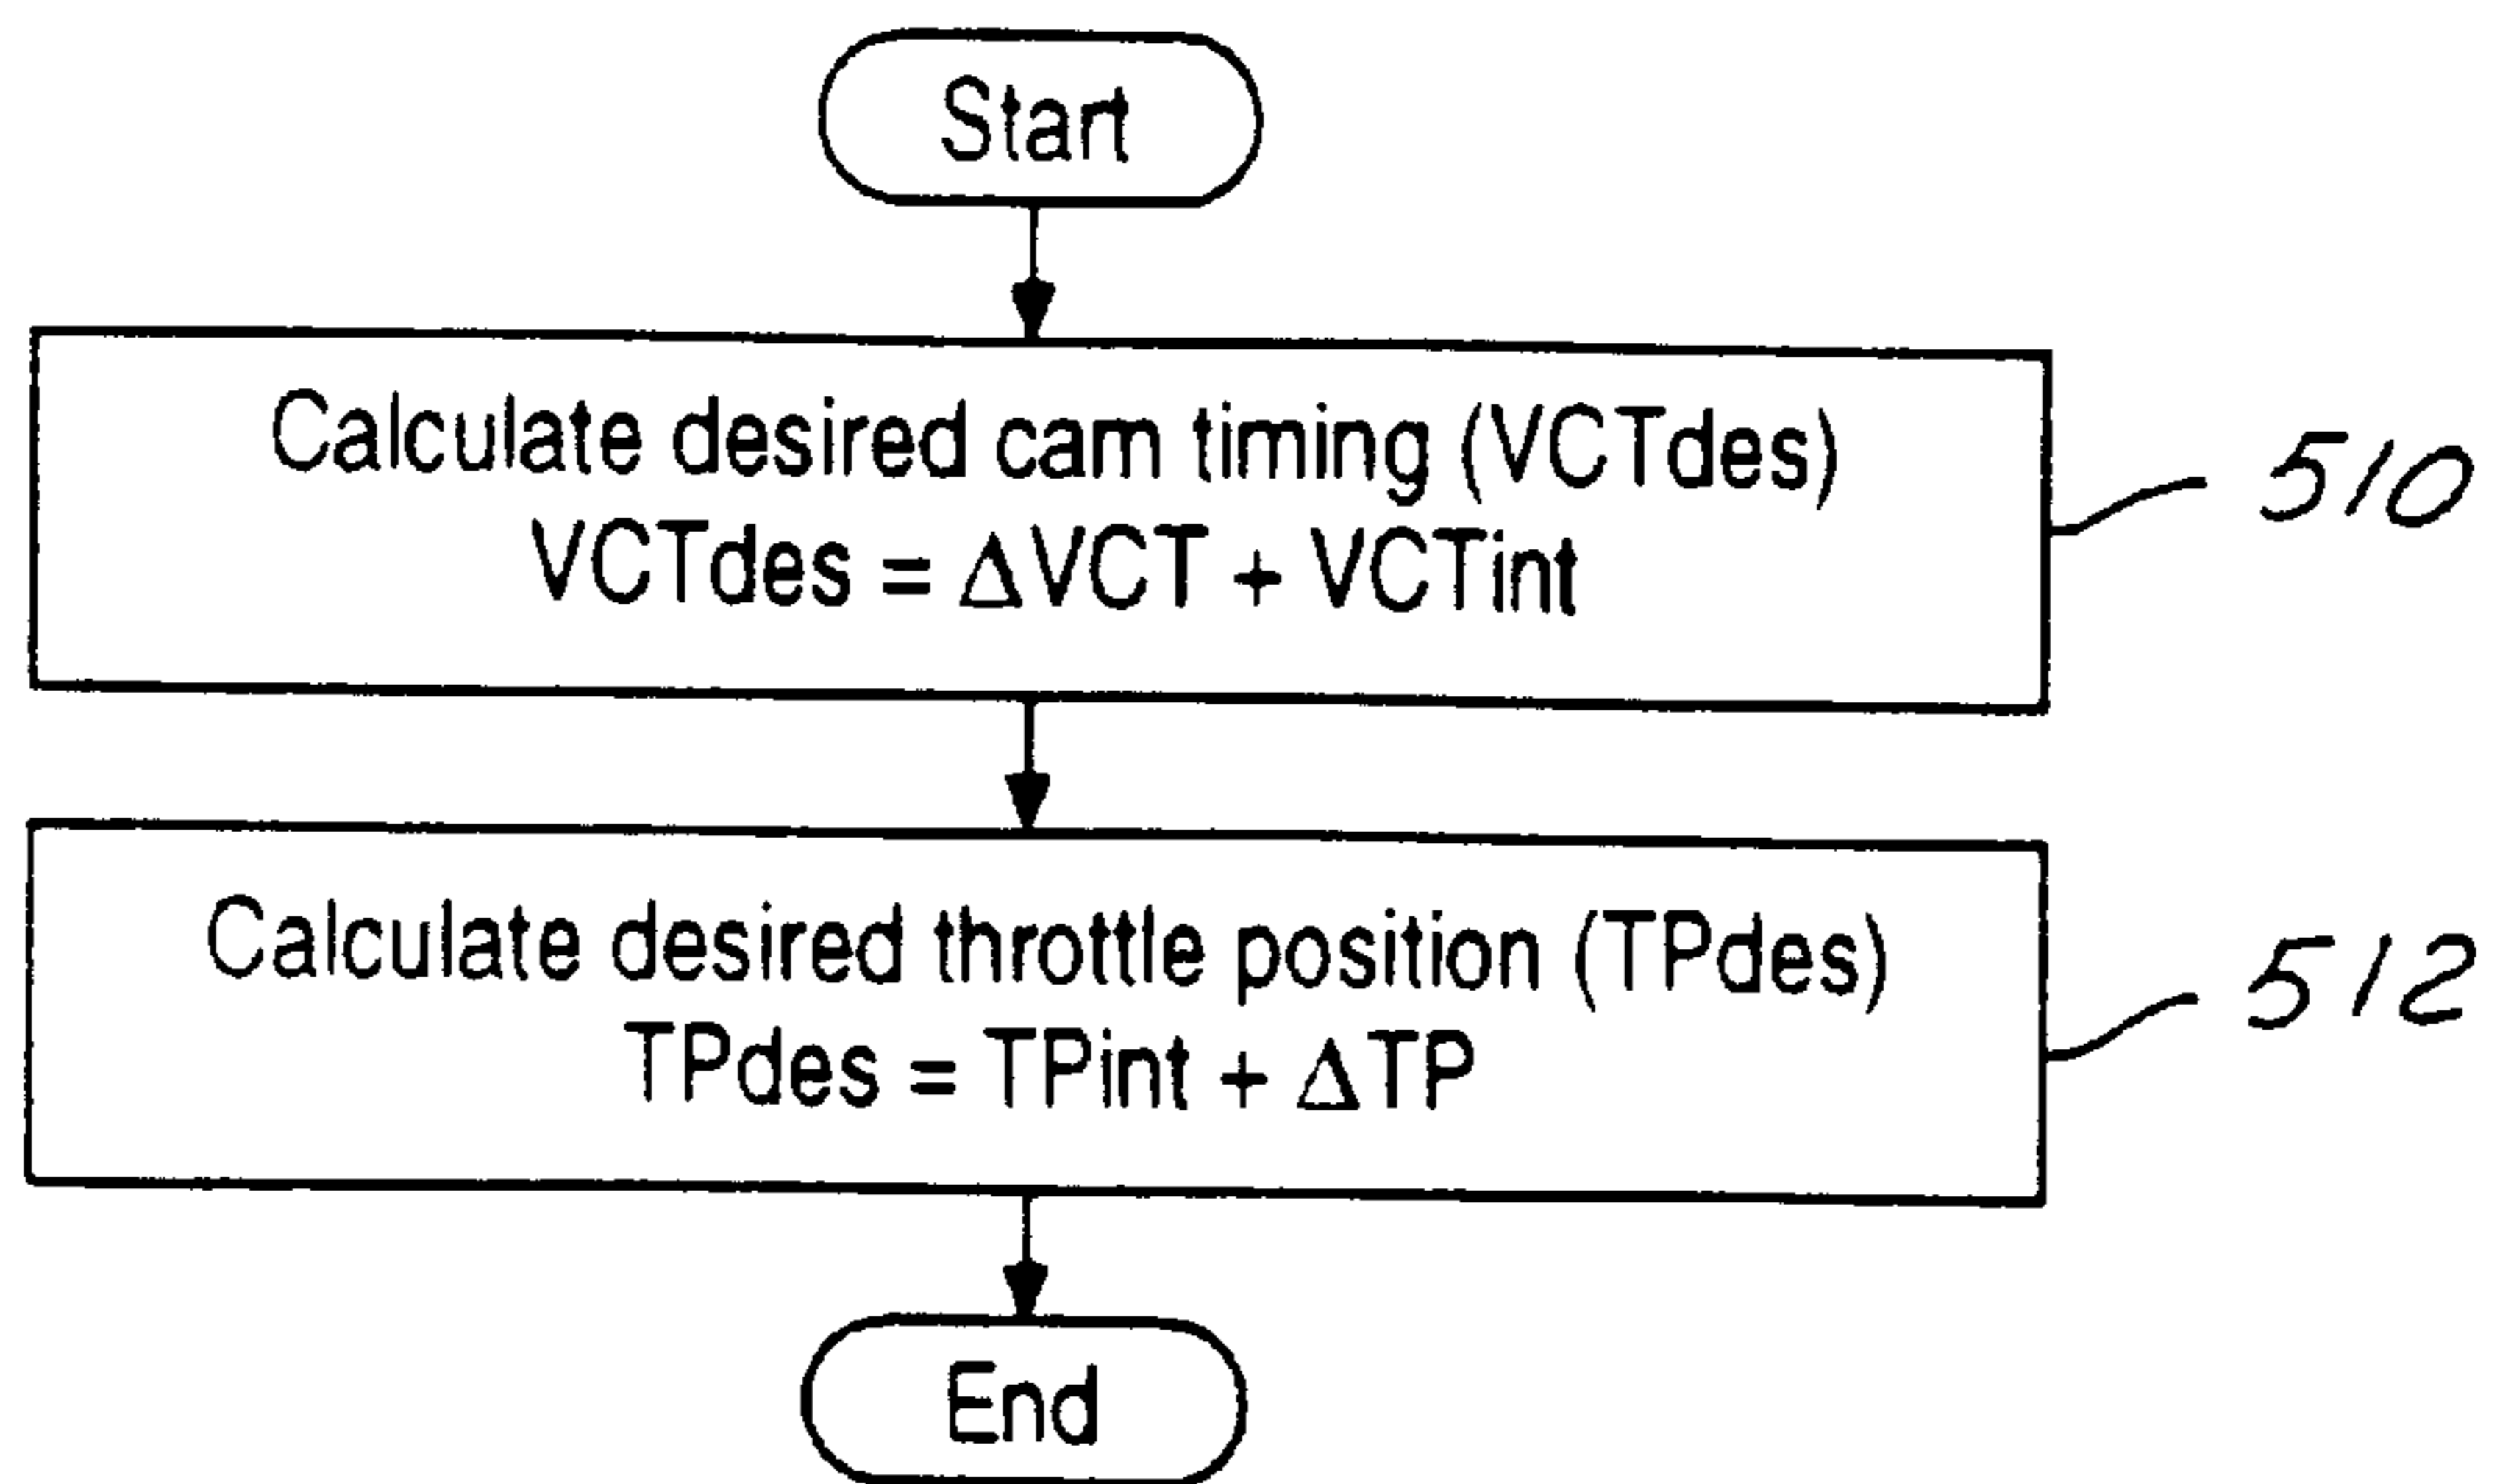 Start
Calculate desired cam timing (VCTdes)
VCTdes = ΔVCT + VCTint
510
Calculate desired throttle position (TPdes)
TPdes = TPint + ΔTP
512
End